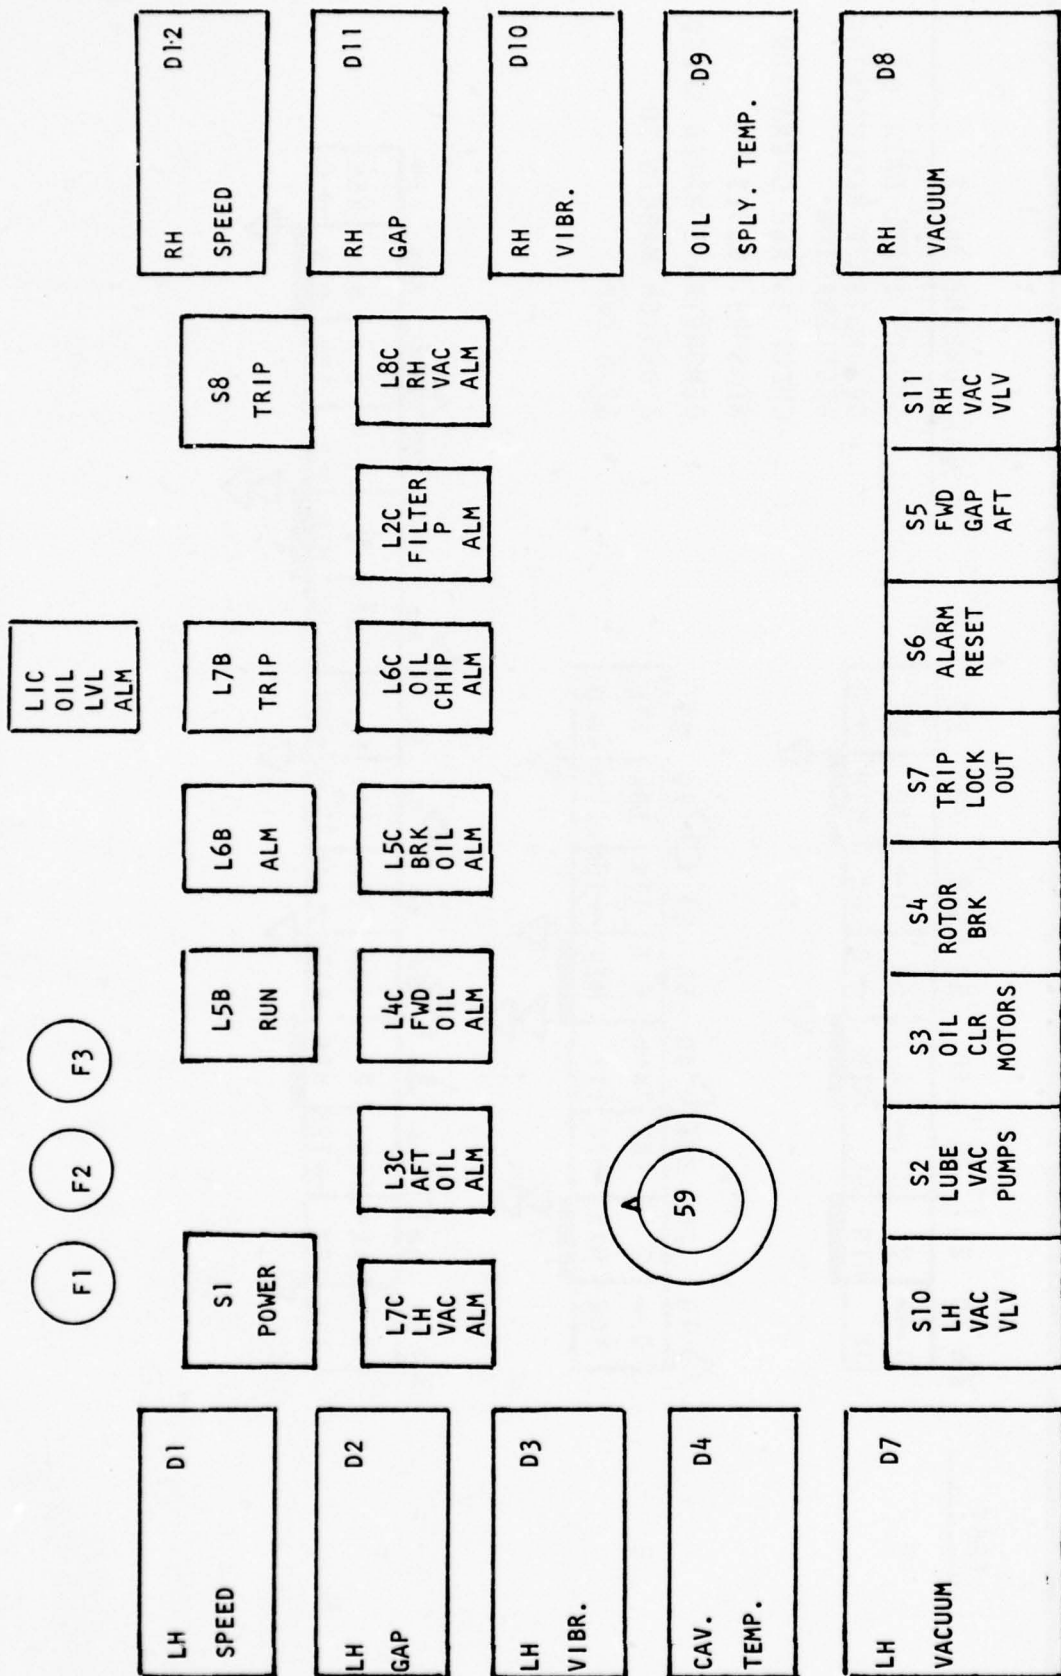 F1
F2
F3
LIC
OIL
LVL
ALM
LH
D1
SPEED
S1
POWER
L5B
RUN
L6B
ALM
L7B
TRIP
S8
TRIP
RH
D12
SPEED
LH
D2
GAP
L7C
LH
VAC
ALM
L3C
AFT
OIL
ALM
L4C
FWD
OIL
ALM
L5C
BRK
OIL
ALM
L6C
OIL
CHIP
ALM
L2C
FILTER
P
ALM
L8C
RH
VAC
ALM
RH
D11
GAP
LH
D3
VIBR.
RH
D10
VIBR.
CAV.
D4
TEMP.
59
OIL
D9
SPLY. TEMP.
LH
D7
VACUUM
S10
LH
VAC
VLV
S2
LUBE
VAC
PUMPS
S3
OIL
CLR
MOTORS
S4
ROTOR
BRK
S7
TRIP
LOCK
OUT
S6
ALARM
RESET
S5
FWD
GAP
AFT
S11
RH
VAC
VLV
RH
D8
VACUUM